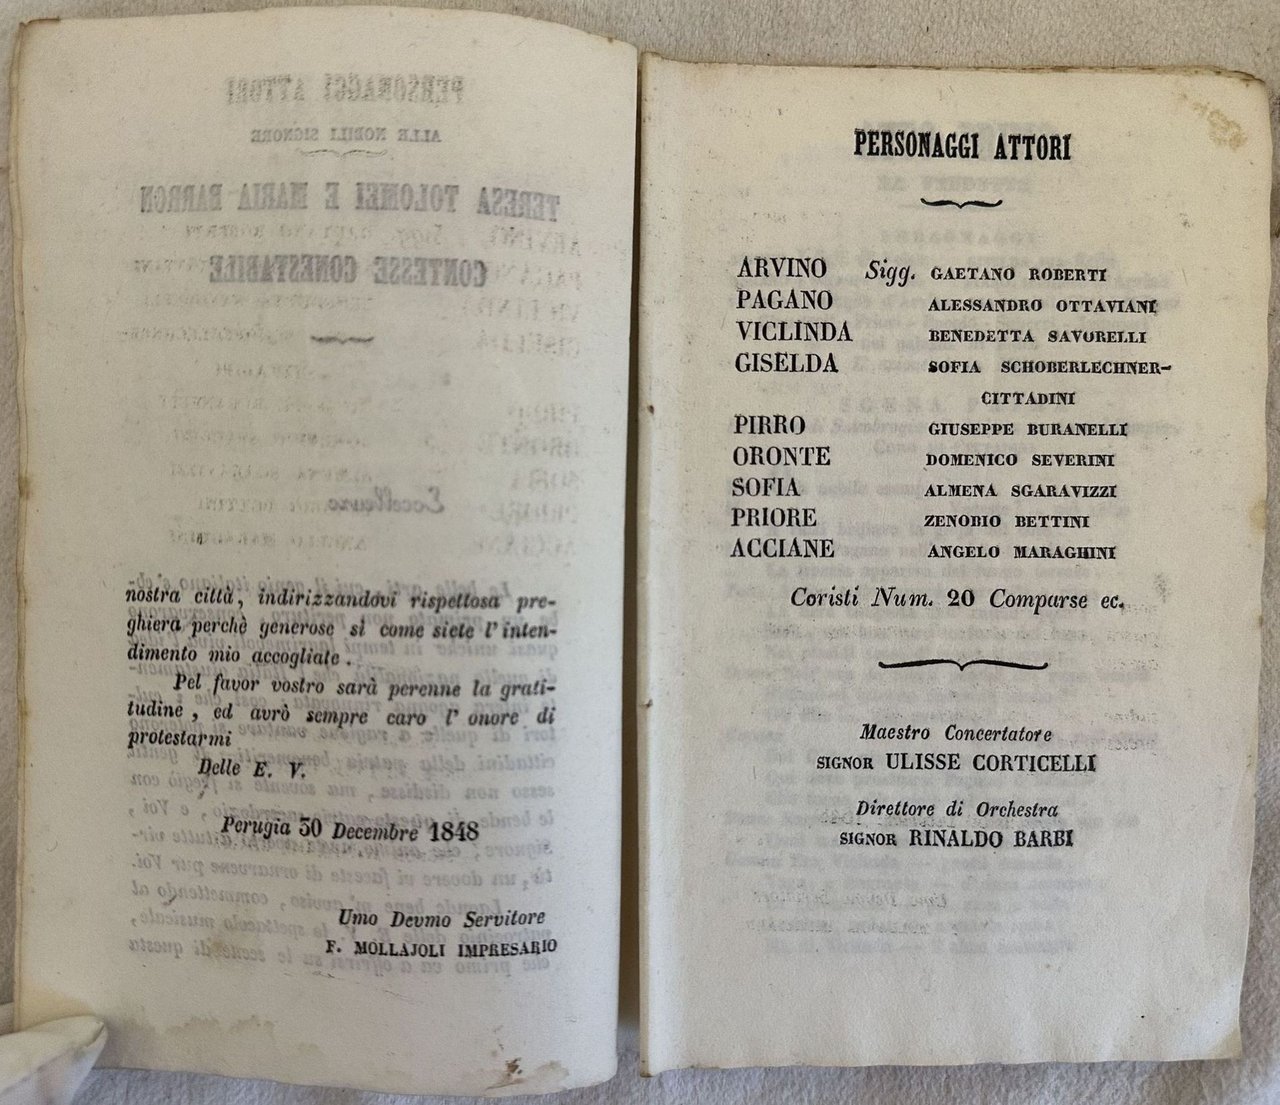 nostra città, indirizzandovi rispettosa pre-
ghiera perchè generose sì come siete l'inten-
dimento mio accogliate.
Pel favor vostro sarà perenne la grati-
tudine, ed avrò sempre caro l'onore di
protestarmi
Delle E. V.
Perugia 30 Decembre 1848
Umo Devmo Servitore
F. MOLLAJOLI IMPRESARIO
PERSONAGGI ATTORI
ARVINO Sigg. GAETANO ROBERTI
PAGANO ALESSANDRO OTTAVIANI
VICLINDA BENEDETTA SAVORELLI
GISELDA SOFIA SCHOBERLECHNER-
CITTADINI
PIRRO GIUSEPPE BURANELLI
ORONTE DOMENICO SEVERINI
SOFIA ALMENA SGARAVIZZI
PRIORE ZENOBIO BETTINI
ACCIANE ANGELO MARAGHINI
Coristi Num. 20 Comparse ec.
Maestro Concertatore
SIGNOR ULISSE CORTICELLI
Direttore di Orchestra
SIGNOR RINALDO BARBI